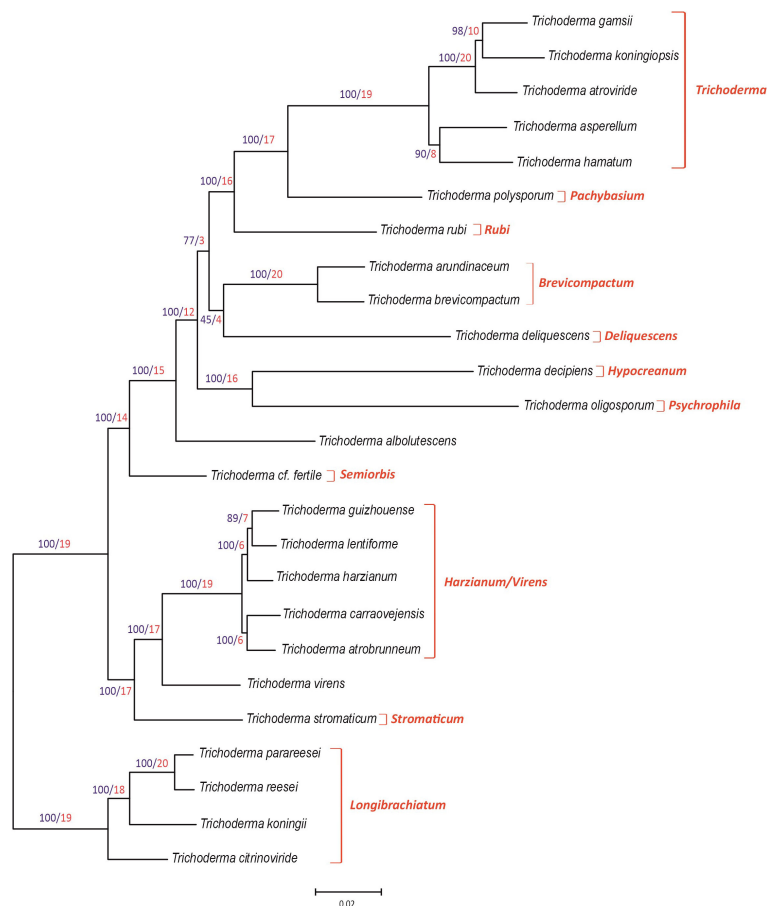 98/10
Trichoderma gamsii
100/20
Trichoderma koningiopsis
Trichoderma atroviride
Trichoderma
100/19
Trichoderma asperellum
90/8
Trichoderma hamatum
100/17
100/16
Trichoderma polysporum
Pachybasium
Trichoderma rubi
Rubi
77/3
Trichoderma arundinaceum
100/20
Brevicompactum
Trichoderma brevicompactum
100/12
45/4
Trichoderma deliquescens
Deliquescens
Trichoderma decipiens
Hypocreanum
100/15
100/16
Trichoderma oligosporum
Psychrophila
100/14
Trichoderma albolutescens
Trichoderma cf. fertile
Semiorbis
Trichoderma guizhouense
89/7
100/6
Trichoderma lentiforme
100/19
Trichoderma harzianum
Harzianum/Virens
100/19
Trichoderma carraovejensis
100/17
100/6
Trichoderma atrobrunneum
Trichoderma virens
100/17
Trichoderma stromaticum
Stromaticum
Trichoderma parareesei
100/20
Trichoderma reesei
100/18
Longibrachiatum
100/19
Trichoderma koningii
Trichoderma citrinoviride
0.02